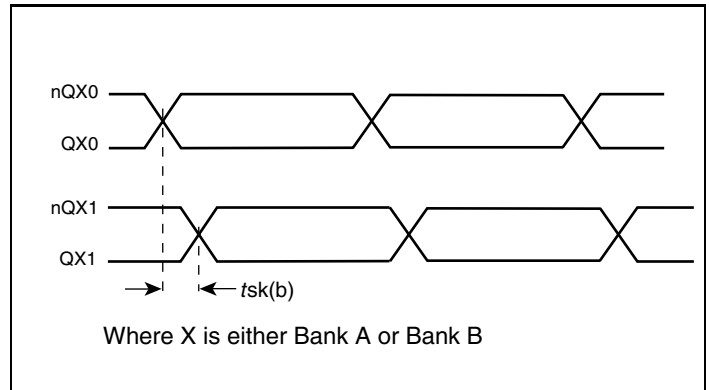 nQX0
QX0
nQX1
QX1
tsk(b)
Where X is either Bank A or Bank B